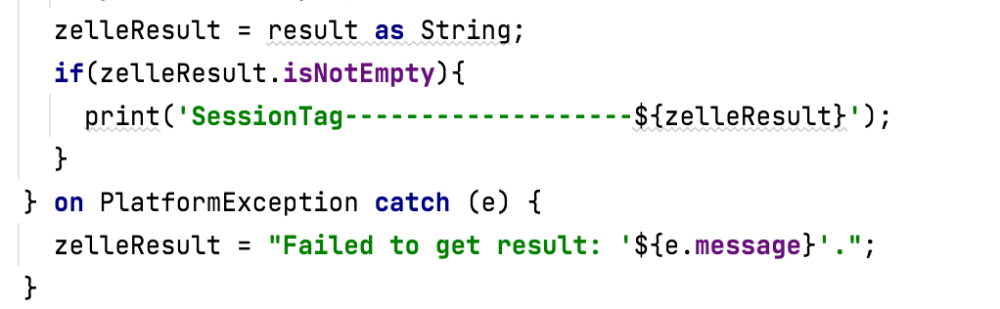 zelleResult = result as String;
if(zelleResult.isNotEmpty){
print('SessionTag-------------------${zelleResult}');
}
} on PlatformException catch (e) {
zelleResult = "Failed to get result: '${e.message}'.";
}